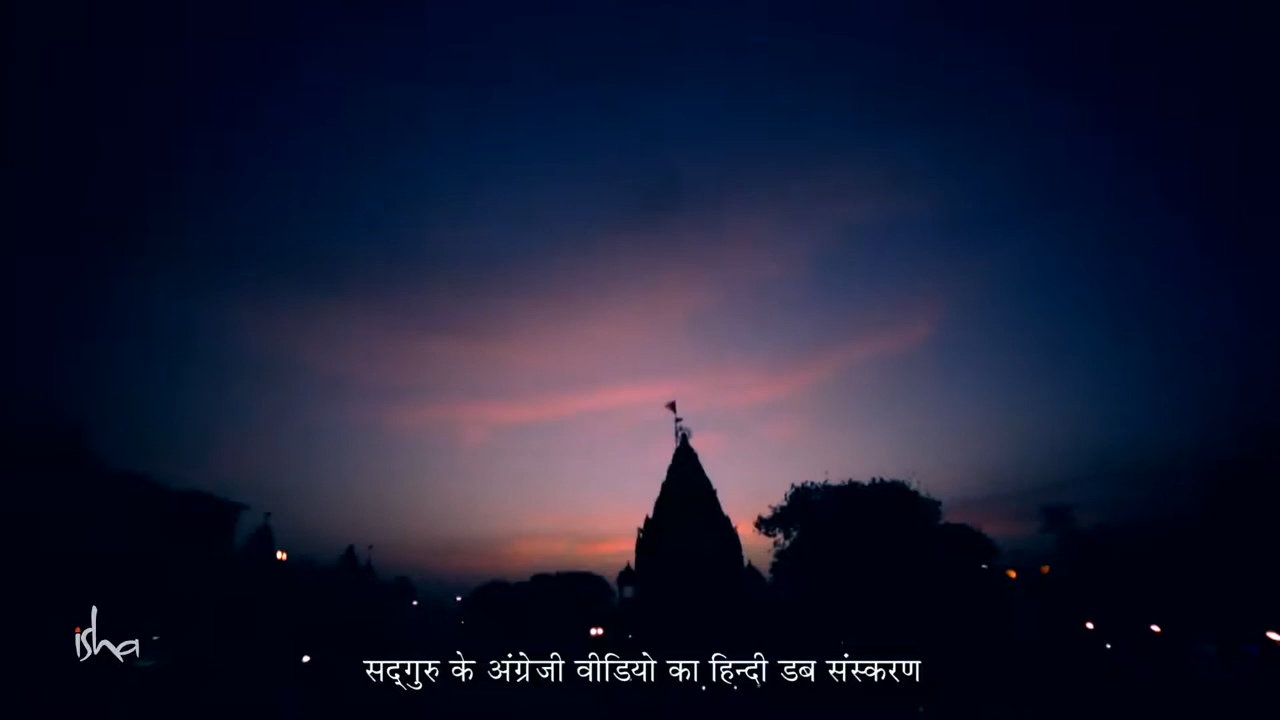 isha
सद्गुरु के अंग्रेजी वीडियो का हिन्दी डब संस्करण